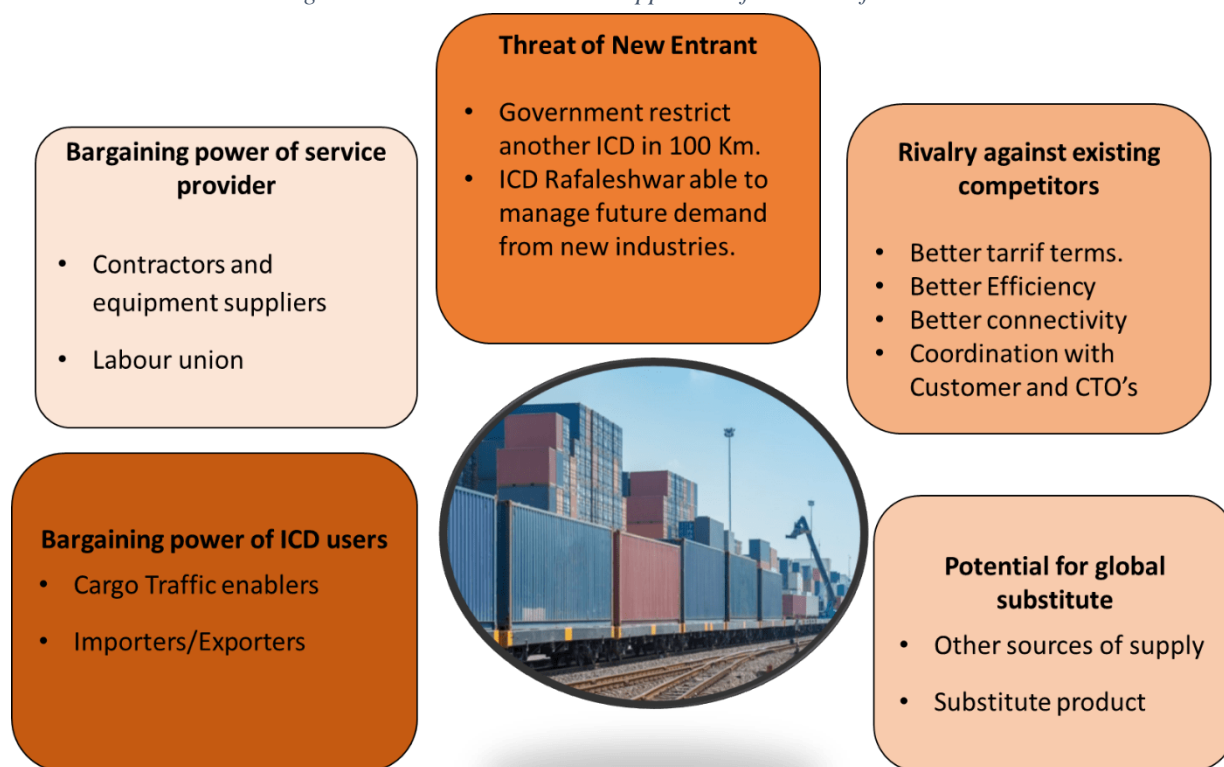 Threat of New Entrant
• Government restrict
another ICD in 100 Km.
• ICD Rafaleshwar able to
manage future demand
from new industries.
Bargaining power of service
provider
• Contractors and
equipment suppliers
• Labour union
Rivalry against existing
competitors
• Better tarrif terms.
• Better Efficiency
• Better connectivity
• Coordination with
Customer and CTO's
Bargaining power of ICD users
• Cargo Traffic enablers
• Importers/Exporters
Potential for global
substitute
• Other sources of supply
• Substitute product